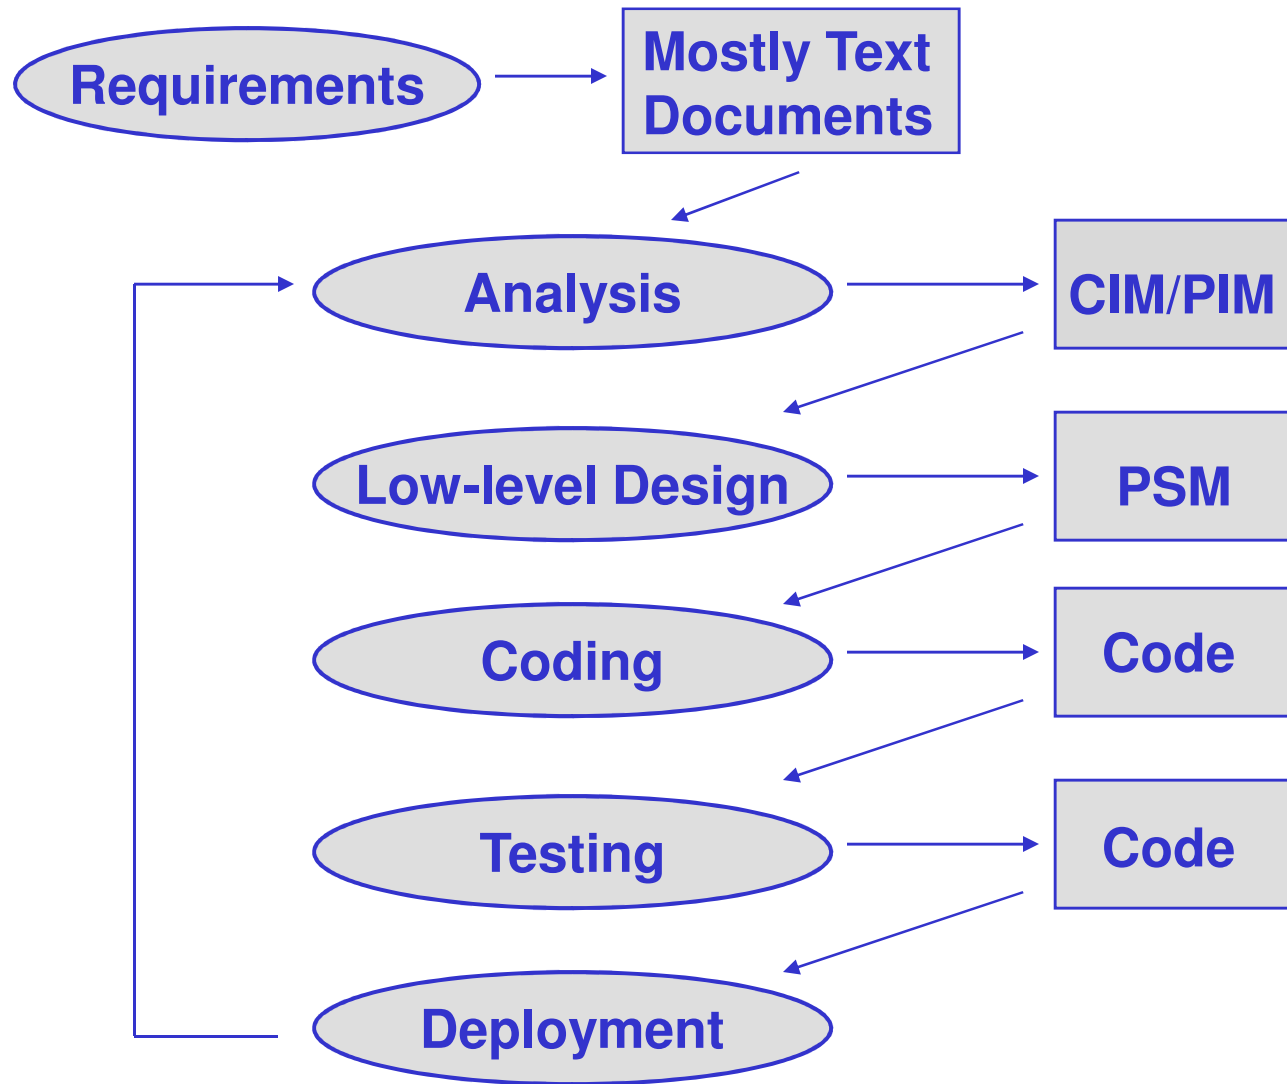 Requirements
Mostly Text
Documents
Analysis
CIM/PIM
Low-level Design
PSM
Coding
Code
Testing
Code
Deployment